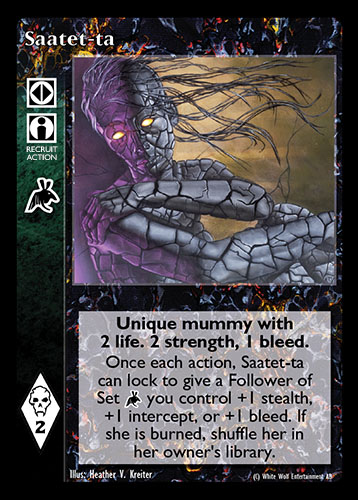 Saatet-ta
RECRUIT
ACTION
Unique mummy with
2 life. 2 strength, 1 bleed.
Once each action, Saatet-ta
can lock to give a Follower of
Set you control +1 stealth,
+1 intercept, or +1 bleed. If
she is burned, shuffle her in
her owner's library.
2
Illus: Heather V. Kreiter
(C) White Wolf Entertainment AB